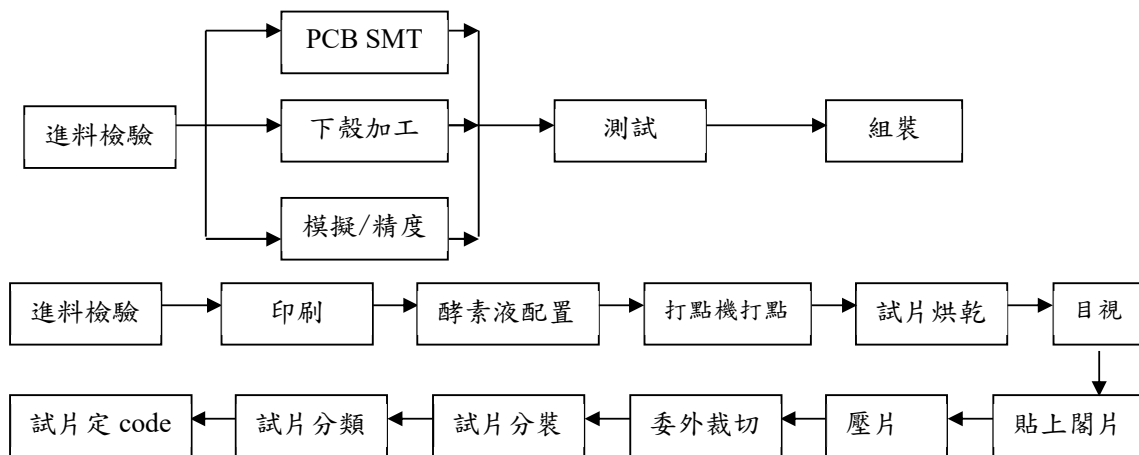 PCB SMT
進料檢驗
下殼加工
測試
組裝
模擬/精度
進料檢驗
印刷
酵素液配置
打點機打點
試片烘乾
目視
試片定 code
試片分類
試片分裝
委外裁切
壓片
貼上閣片